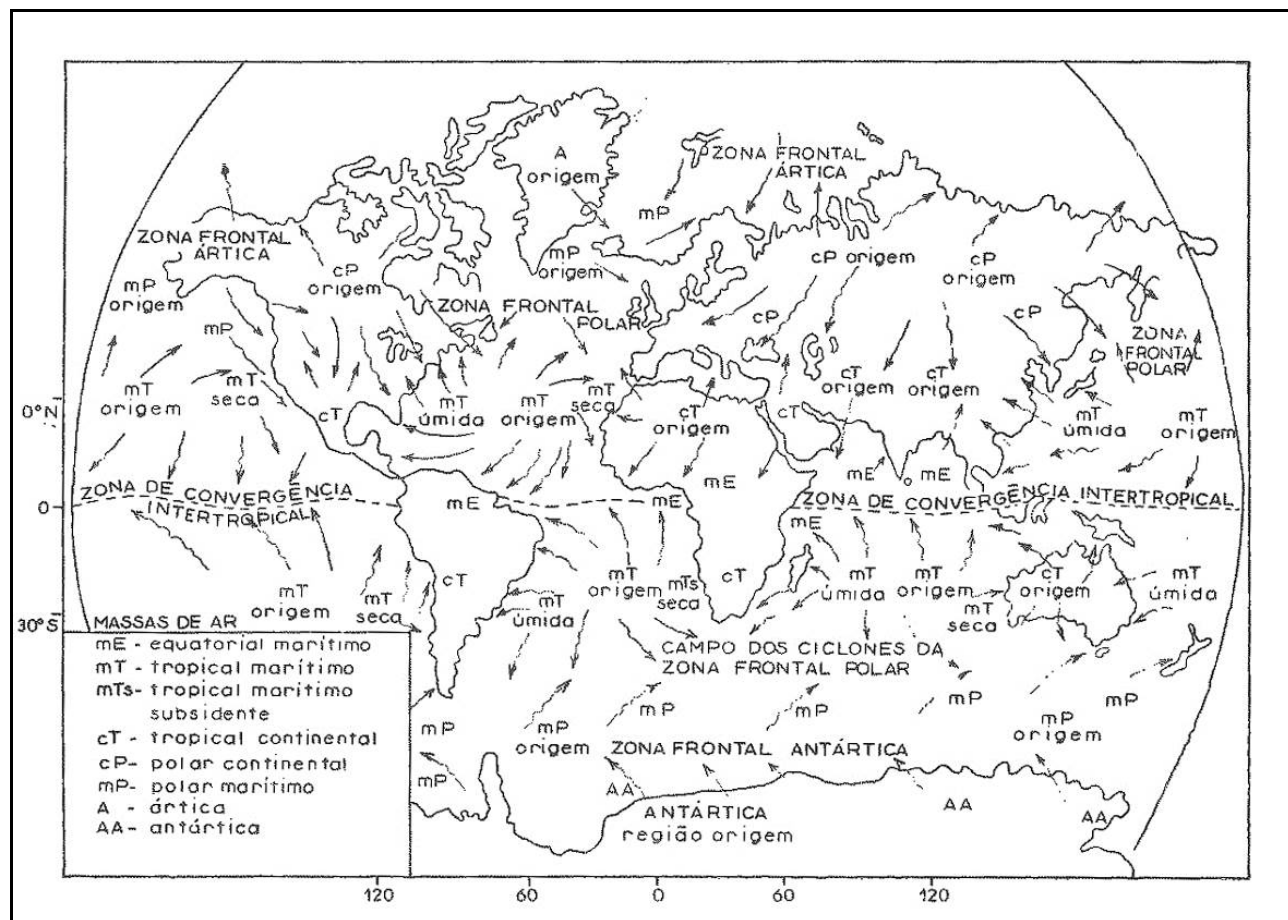 A
origem
ZONA FRONTAL
ÁRTICA
mP
ZONA FRONTAL
ÁRTICA
mP
origem
cP
origem
mP
origem
cP origem
cP
origem
ZONA FRONTAL
POLAR
mP
cP
cP
ZONA
FRONTAL
POLAR
mT
origem
mT
seca
cT
mT
úmida
mT
origem
mT
seca
cT
origem
cT
cT
origem
cT
origem
mT
úmida
mT
origem
0°N
mE
mE
mE
mE
mE
mE
ZONA DE CONVERGÊNCIA
INTERTROPICAL
ZONA DE CONVERGÊNCIA INTERTROPICAL
0
mT
origem
mT
seca
cT
mT
úmida
mT
origem
mTs
seca
mT
úmida
mT
origem
mT
seca
cT
origem
mT
úmida
30°S
CAMPO DOS CICLONES DA
ZONA FRONTAL POLAR
mP
mP
mP
origem
mP
mP
mP
mP
origem
ZONA FRONTAL ANTÁRTICA
AA
AA
AA
ANTÁRTICA
região origem
MASSAS DE AR
mE - equatorial marítimo
mT - tropical marítimo
mTs- tropical marítimo
subsidente
cT - tropical continental
cP- polar continental
mP- polar marítimo
A - ártica
AA - antártica
120 60 0 60 120